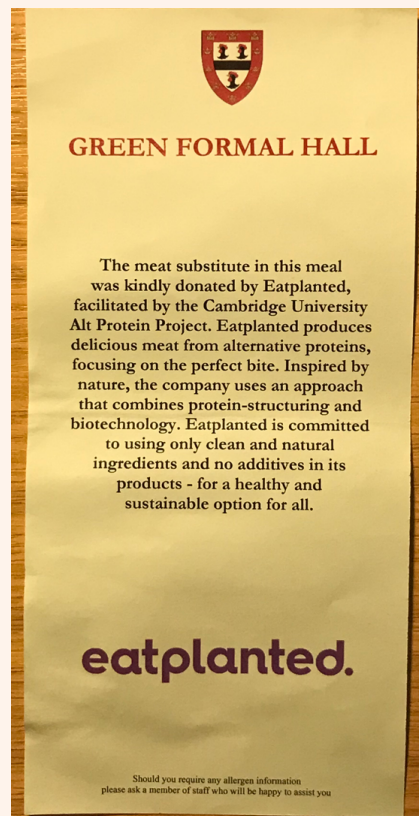 GREEN FORMAL HALL
The meat substitute in this meal
was kindly donated by Eatplanted,
facilitated by the Cambridge University
Alt Protein Project. Eatplanted produces
delicious meat from alternative proteins,
focusing on the perfect bite. Inspired by
nature, the company uses an approach
that combines protein-structuring and
biotechnology. Eatplanted is committed
to using only clean and natural
ingredients and no additives in its
products - for a healthy and
sustainable option for all.
eatplanted.
Should you require any allergen information
please ask a member of staff who will be happy to assist you